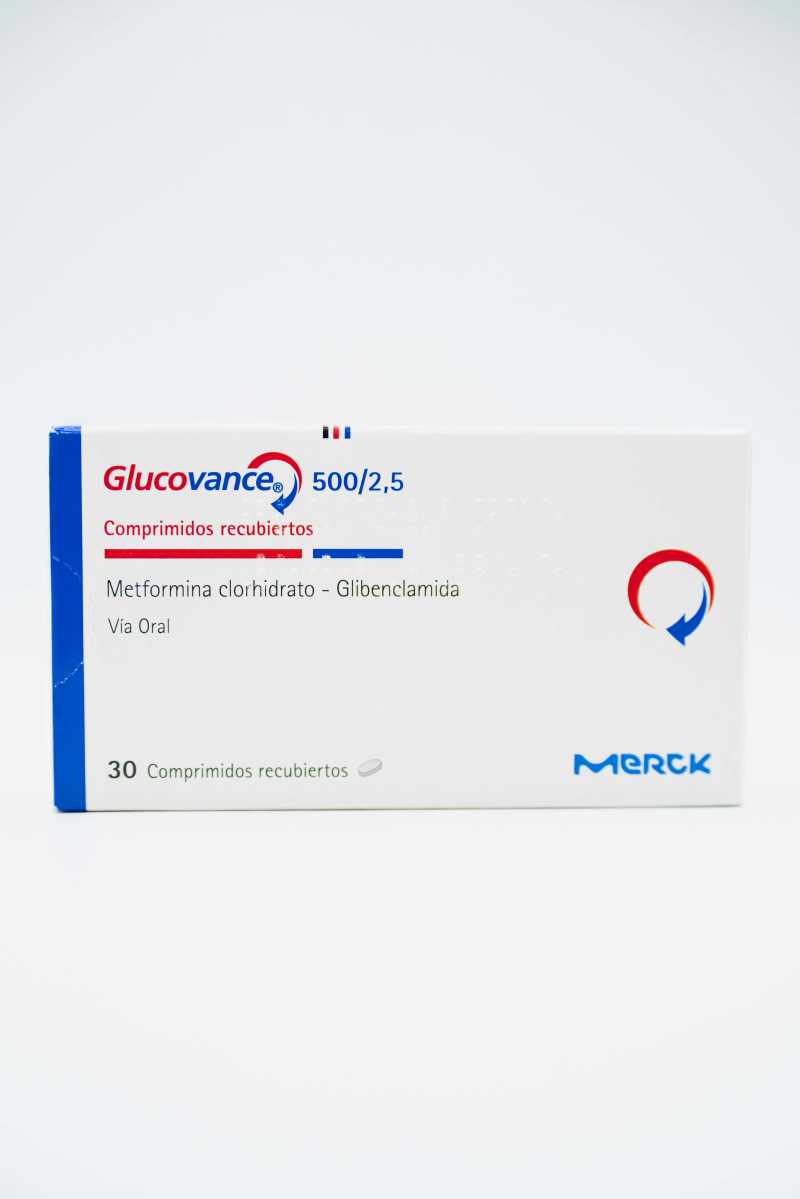 Glucovance® 500/2,5
Comprimidos recubiertos
Metformina clorhidrato - Glibenclamida
Vía Oral
30 Comprimidos recubiertos
MERCK